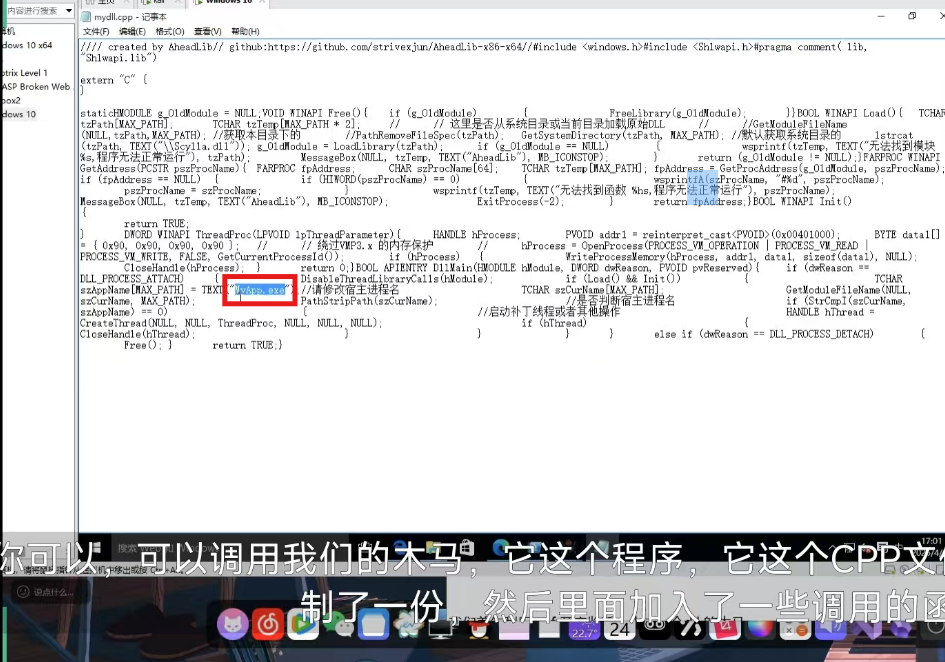 内容进行搜索
主页
kali
Windows 10
mydll.cpp - 记事本
文件(F) 编辑(E) 格式(O) 查看(V) 帮助(H)
//// created by AheadLib// github:https://github.com/strivexjun/AheadLib-x86-x64//#include <windows.h>#include <Shlwapi.h>#pragma comment( lib,
"Shlwapi.lib")
extern "C" {
}
staticHMODULE g_OldModule = NULL;VOID WINAPI Free(){ if (g_OldModule) { FreeLibrary(g_OldModule); }}BOOL WINAPI Load(){ TCHAR
tzPath[MAX_PATH]; TCHAR tzTemp[MAX_PATH * 2]; // // 这里是否从系统目录或当前目录加载原始DLL // //GetModuleFileName
(NULL,tzPath,MAX_PATH); //获取本目录下的 //PathRemoveFileSpec(tzPath); GetSystemDirectory(tzPath, MAX_PATH); //默认获取系统目录的 lstrcat
(tzPath, TEXT("\\Scylla.dll")); g_OldModule = LoadLibrary(tzPath); if (g_OldModule == NULL) { wsprintf(tzTemp, TEXT("无法找到模块
%s,程序无法正常运行"), tzPath); MessageBox(NULL, tzTemp, TEXT("AheadLib"), MB_ICONSTOP); } return (g_OldModule != NULL);}FARPROC WINAPI
GetAddress(PCSTR pszProcName){ FARPROC fpAddress; CHAR szProcName[64]; TCHAR tzTemp[MAX_PATH]; fpAddress = GetProcAddress(g_OldModule, pszProcName);
if (fpAddress == NULL) { if (HIWORD(pszProcName) == 0) { wsprintfA(szProcName, "#%d", pszProcName);
pszProcName = szProcName; } wsprintf(tzTemp, TEXT("无法找到函数 %hs,程序无法正常运行"), pszProcName);
MessageBox(NULL, tzTemp, TEXT("AheadLib"), MB_ICONSTOP); ExitProcess(-2); } return fpAddress;}BOOL WINAPI Init()
{
return TRUE;
} DWORD WINAPI ThreadProc(LPVOID lpThreadParameter){ HANDLE hProcess; PVOID addr1 = reinterpret_cast<PVOID>(0x00401000); BYTE data1[]
= { 0x90, 0x90, 0x90, 0x90 }; // // 绕过VMP3.x 的内存保护 // hProcess = OpenProcess(PROCESS_VM_OPERATION | PROCESS_VM_READ |
PROCESS_VM_WRITE, FALSE, GetCurrentProcessId()); if (hProcess) { WriteProcessMemory(hProcess, addr1, data1, sizeof(data1), NULL);
CloseHandle(hProcess); } return 0;}BOOL APIENTRY DllMain(HMODULE hModule, DWORD dwReason, PVOID pvReserved){ if (dwReason ==
DLL_PROCESS_ATTACH) { DisableThreadLibraryCalls(hModule); if (Load() && Init()) { TCHAR
szAppName[MAX_PATH] = TEXT("MyApp.exe"); //请修改宿主进程名 TCHAR szCurName[MAX_PATH]; GetModuleFileName(NULL,
szCurName, MAX_PATH); PathStripPath(szCurName); //是否判断宿主进程名 if (StrCmpI(szCurName,
szAppName) == 0) { //启动补丁线程或者其他操作 HANDLE hThread =
CreateThread(NULL, NULL, ThreadProc, NULL, NULL, NULL); if (hThread) {
CloseHandle(hThread); } } } } else if (dwReason == DLL_PROCESS_DETACH) {
Free(); } return TRUE;}
dows 10 x64
otrix Level 1
ASP Broken Web
box2
dows 10
17:01
你可以，可以调用我们的木马，它这个程序，它这个CPP文
制了一份 然后里面加入了一些调用的函
说点什么...
22.7°
24